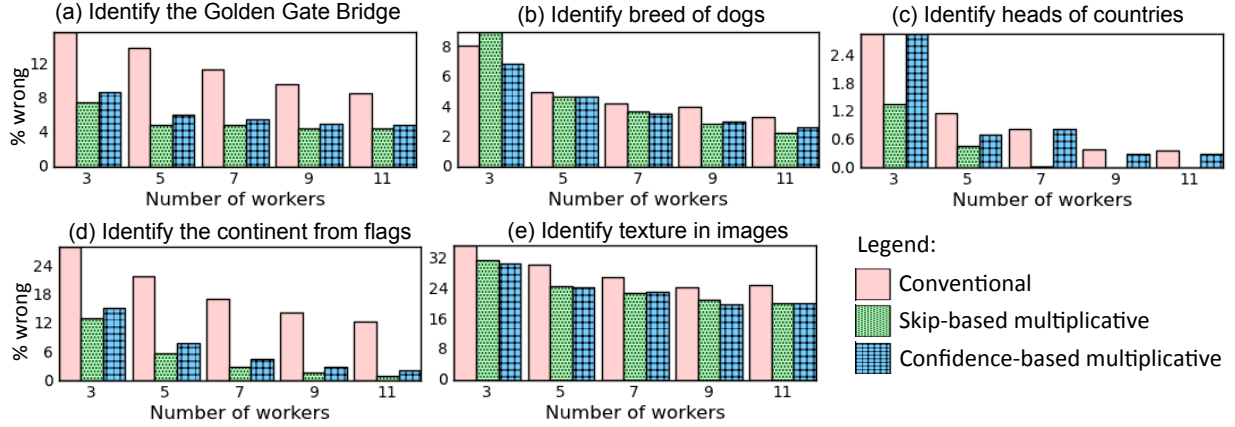 (a) Identify the Golden Gate Bridge
% wrong
12
8
4
0
3 5 7 9 11
Number of workers
(b) Identify breed of dogs
8
6
4
2
0
3 5 7 9 11
Number of workers
(c) Identify heads of countries
2.4
1.8
1.2
0.6
0.0
3 5 7 9 11
Number of workers
(d) Identify the continent from flags
% wrong
24
18
12
6
0
3 5 7 9 11
Number of workers
(e) Identify texture in images
32
24
16
8
0
3 5 7 9 11
Number of workers
Legend:
Conventional
Skip-based multiplicative
Confidence-based multiplicative